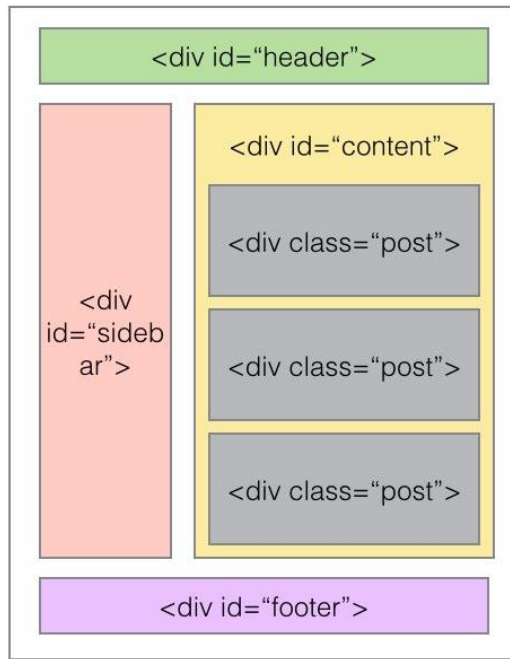 <div id=“header”>
<div id=“content”>
<div class=“post”>
<div
id=“sideb
ar”>
<div class=“post”>
<div class=“post”>
<div id=“footer”>